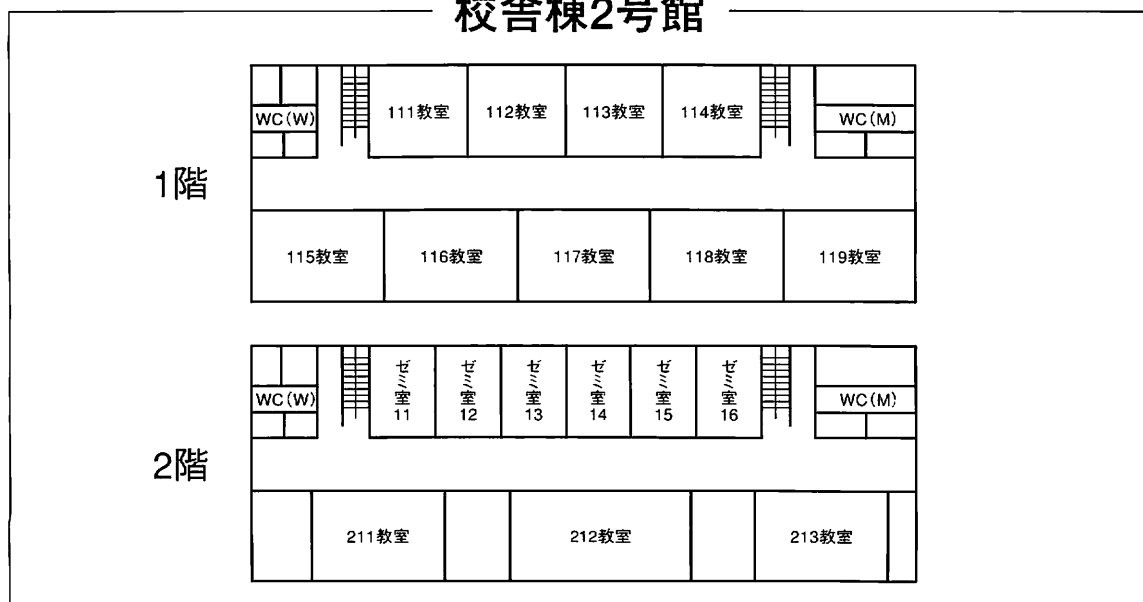 校舎棟2号館
1階
WC(W)
111教室
112教室
113教室
114教室
WC(M)
115教室
116教室
117教室
118教室
119教室
2階
WC(W)
ゼミ室11
ゼミ室12
ゼミ室13
ゼミ室14
ゼミ室15
ゼミ室16
WC(M)
211教室
212教室
213教室